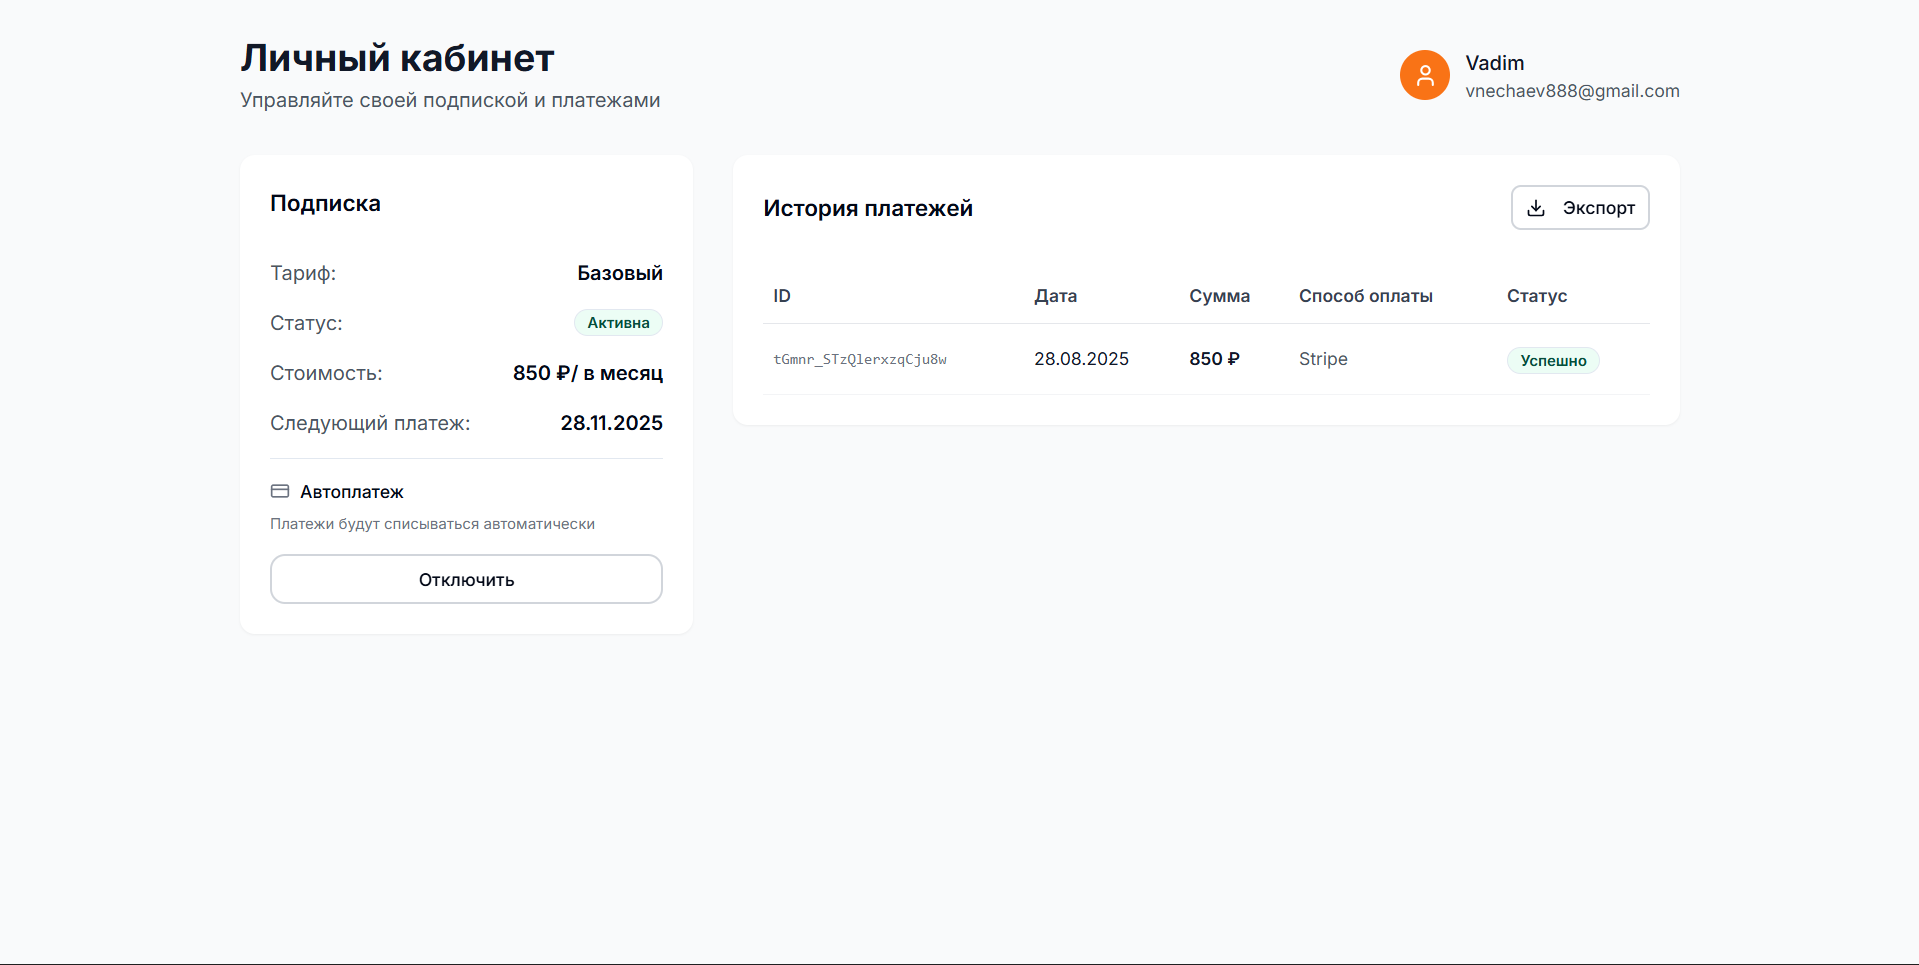 Личный кабинет
Управляйте своей подпиской и платежами
Vadim
vnechaev888@gmail.com
Подписка
Тариф: Базовый
Статус: Активна
Стоимость: 850 ₽/ в месяц
Следующий платеж: 28.11.2025
Автоплатеж
Платежи будут списываться автоматически
Отключить
История платежей
Экспорт
ID Дата Сумма Способ оплаты Статус
tGmnr_STzQlerxzqCju8w 28.08.2025 850 ₽ Stripe Успешно